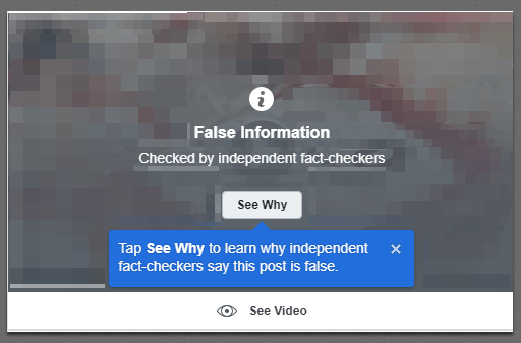 False Information
Checked by independent fact-checkers
See Why
Tap See Why to learn why independent
fact-checkers say this post is false.
See Video